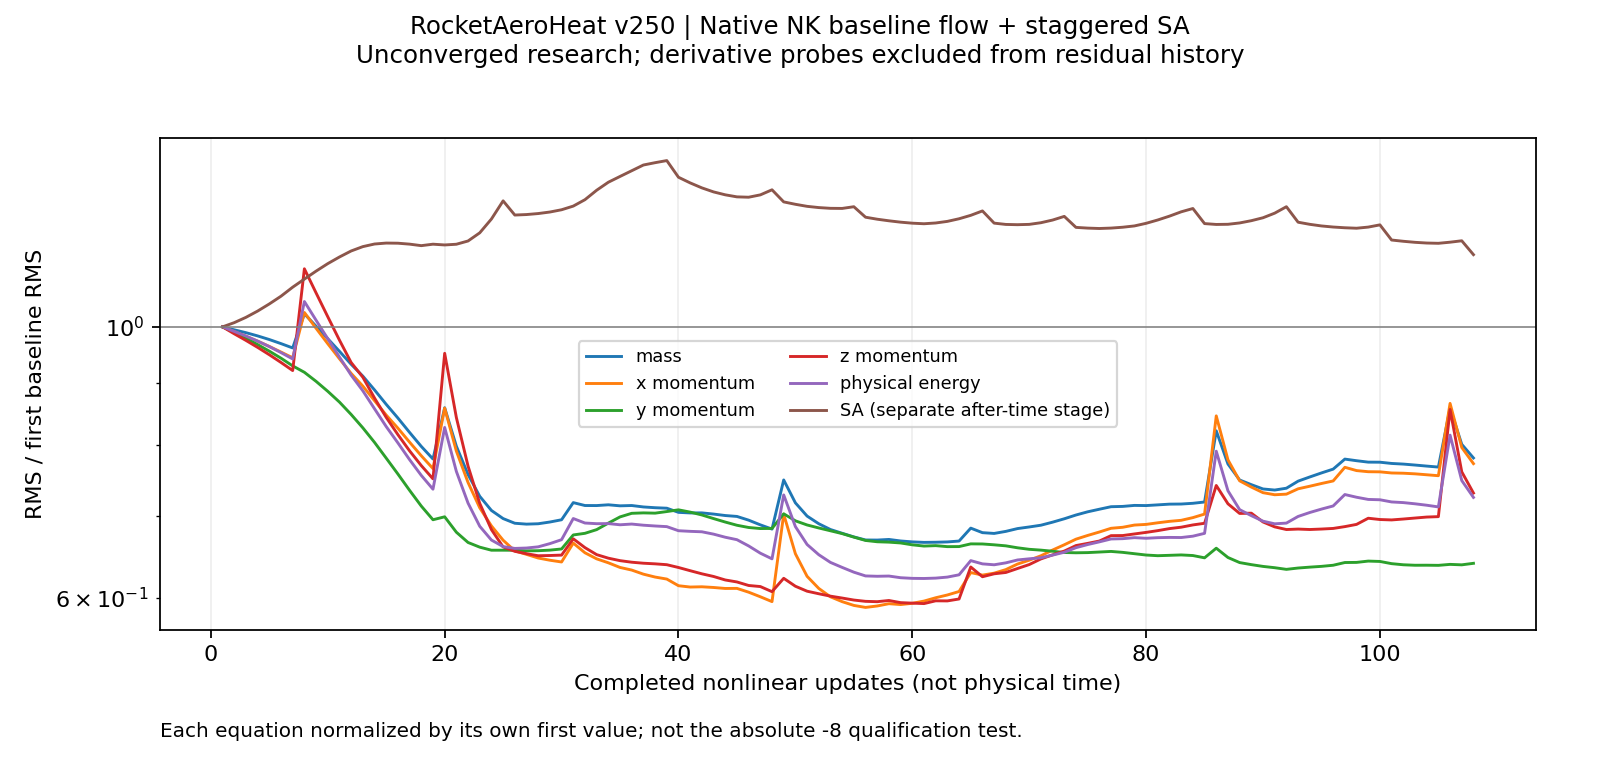 RocketAeroHeat v250 | Native NK baseline flow + staggered SA
Unconverged research; derivative probes excluded from residual history
RMS / first baseline RMS
10⁰
6 × 10⁻¹
mass
x momentum
y momentum
z momentum
physical energy
SA (separate after-time stage)
0 20 40 60 80 100
Completed nonlinear updates (not physical time)
Each equation normalized by its own first value; not the absolute -8 qualification test.